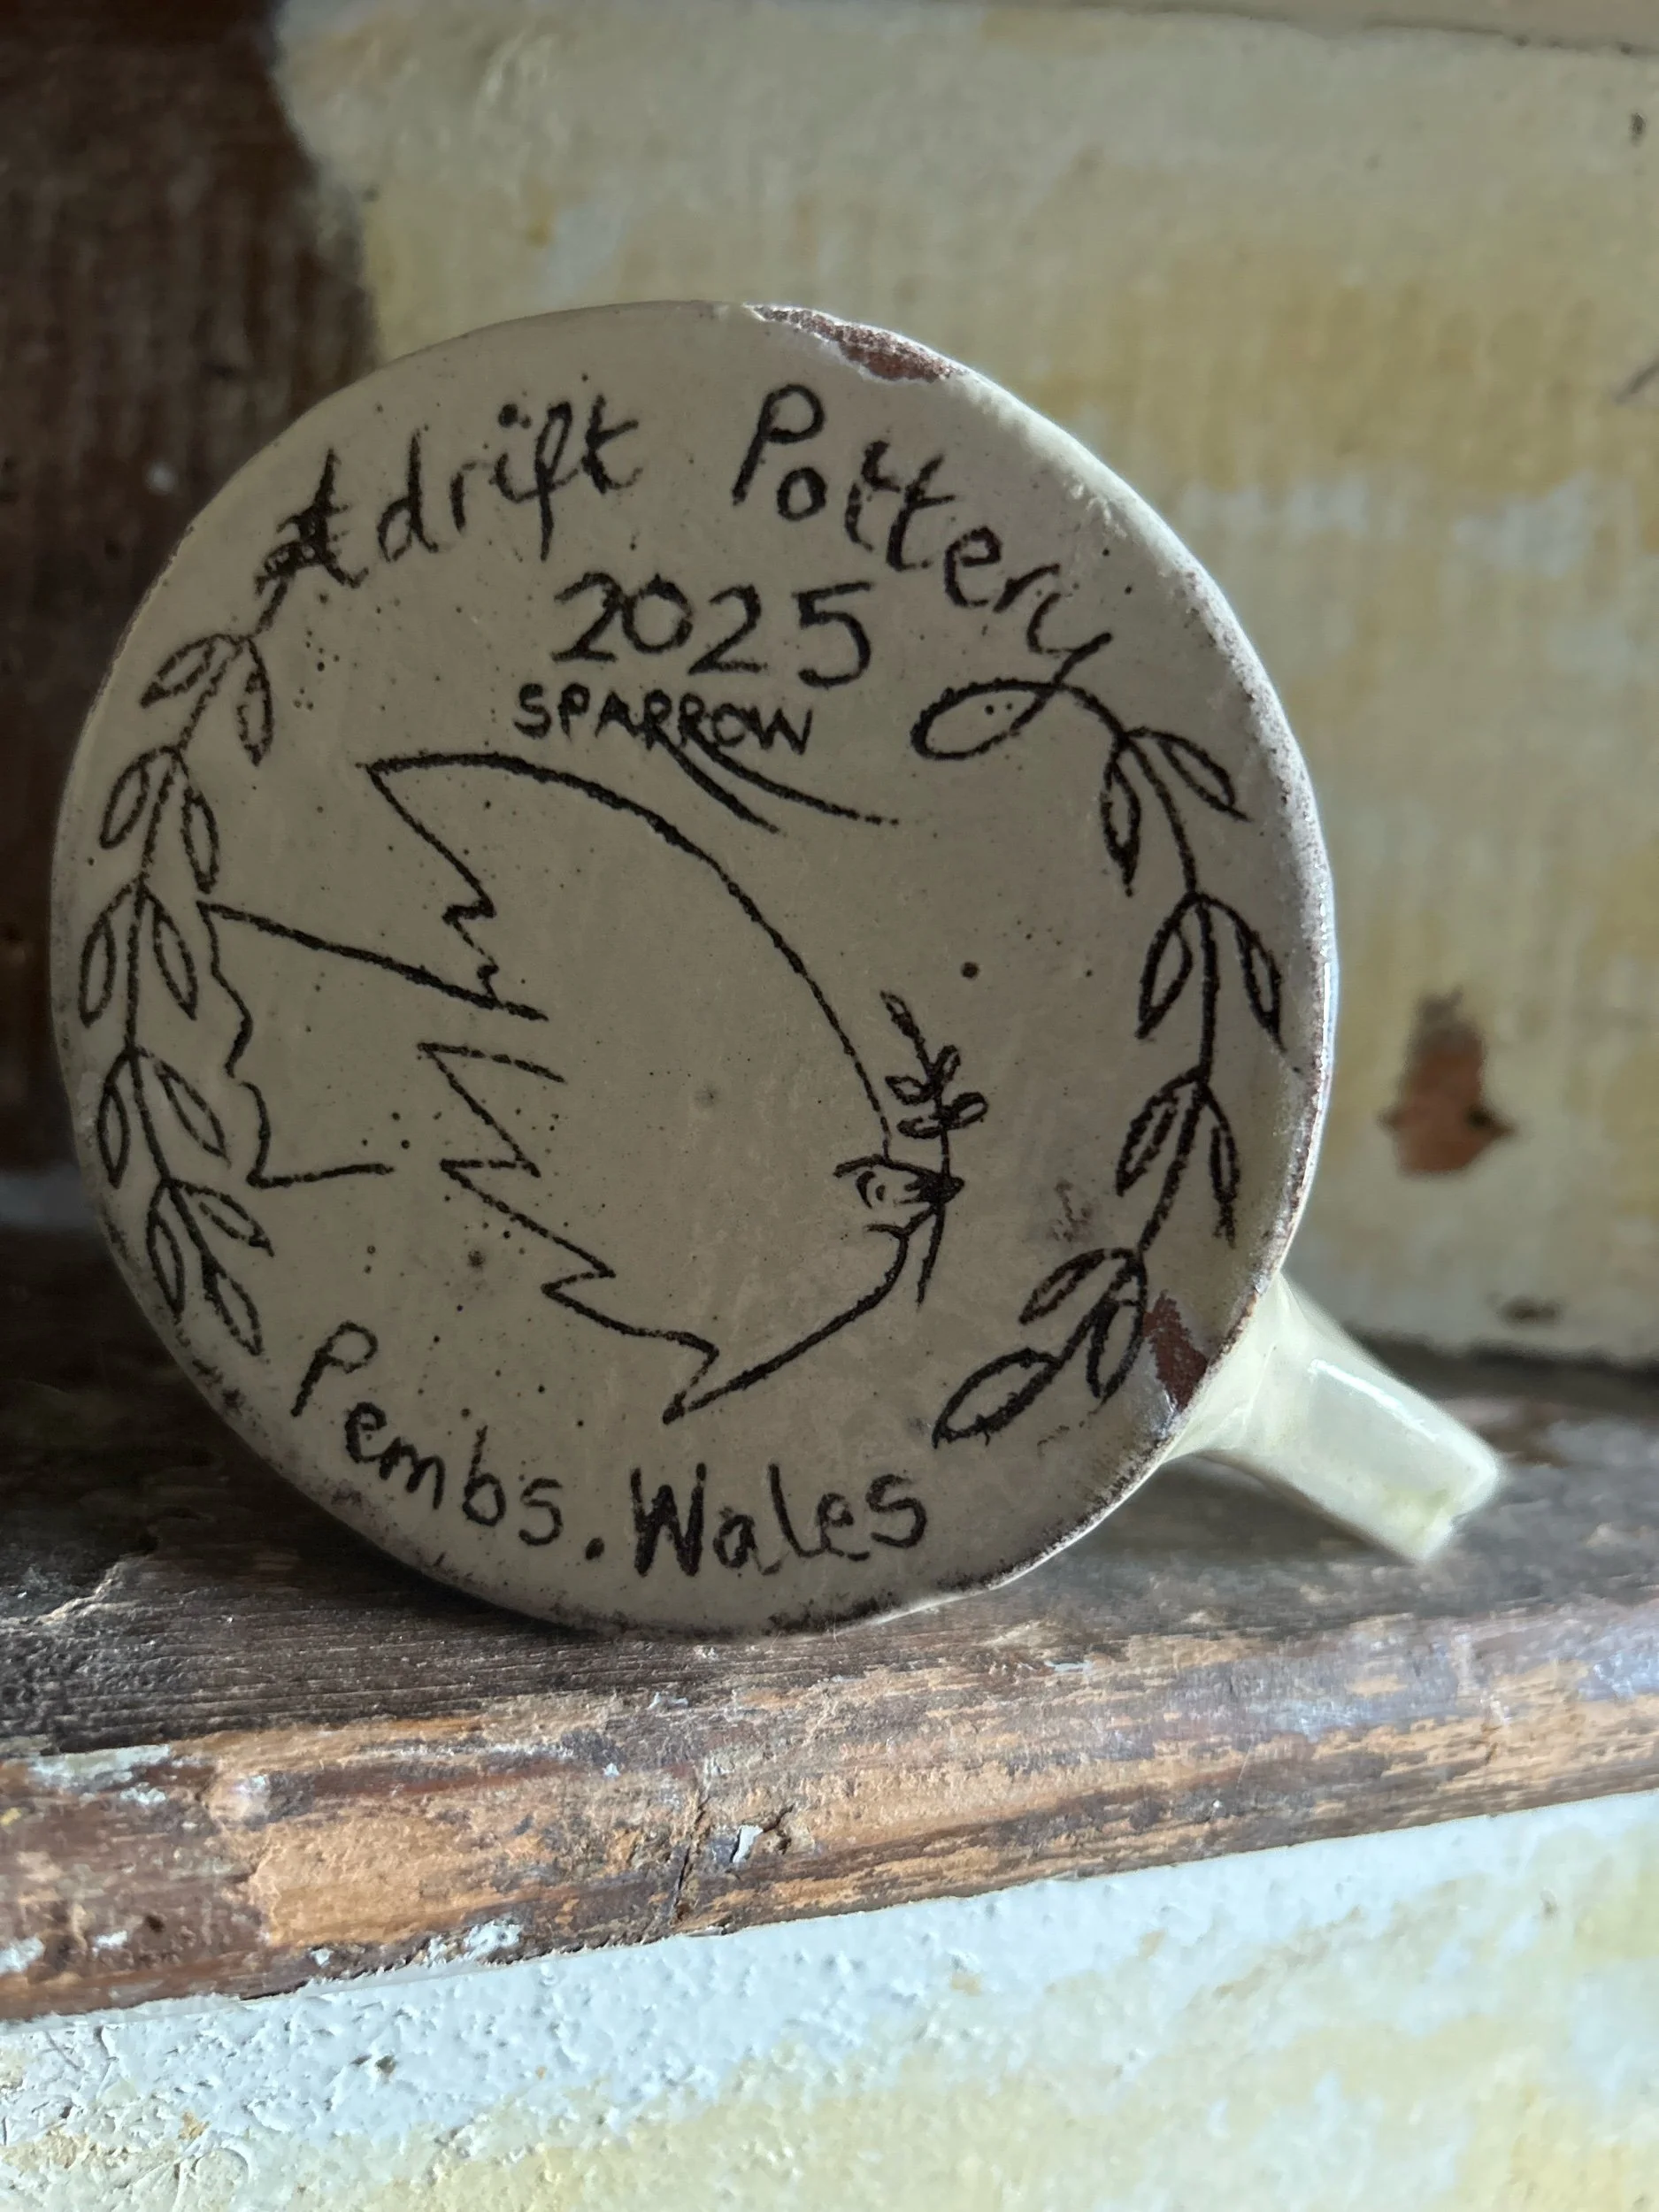 Adrift Pottery
2025
SPARROW
Pembs. Wales